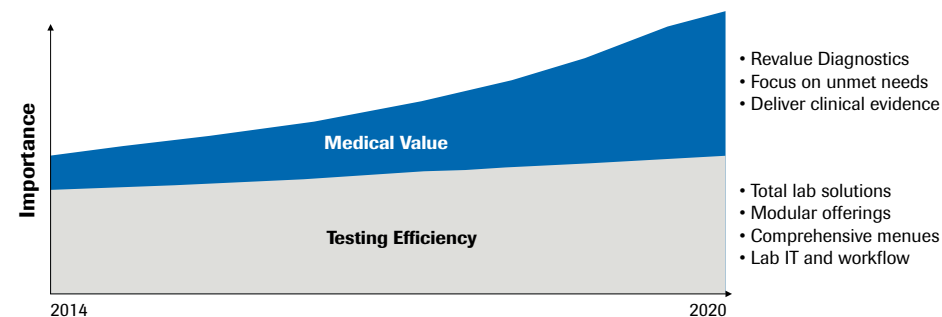 Importance
Medical Value
Testing Efficiency
2014
2020
• Revalue Diagnostics
• Focus on unmet needs
• Deliver clinical evidence
• Total lab solutions
• Modular offerings
• Comprehensive menues
• Lab IT and workflow